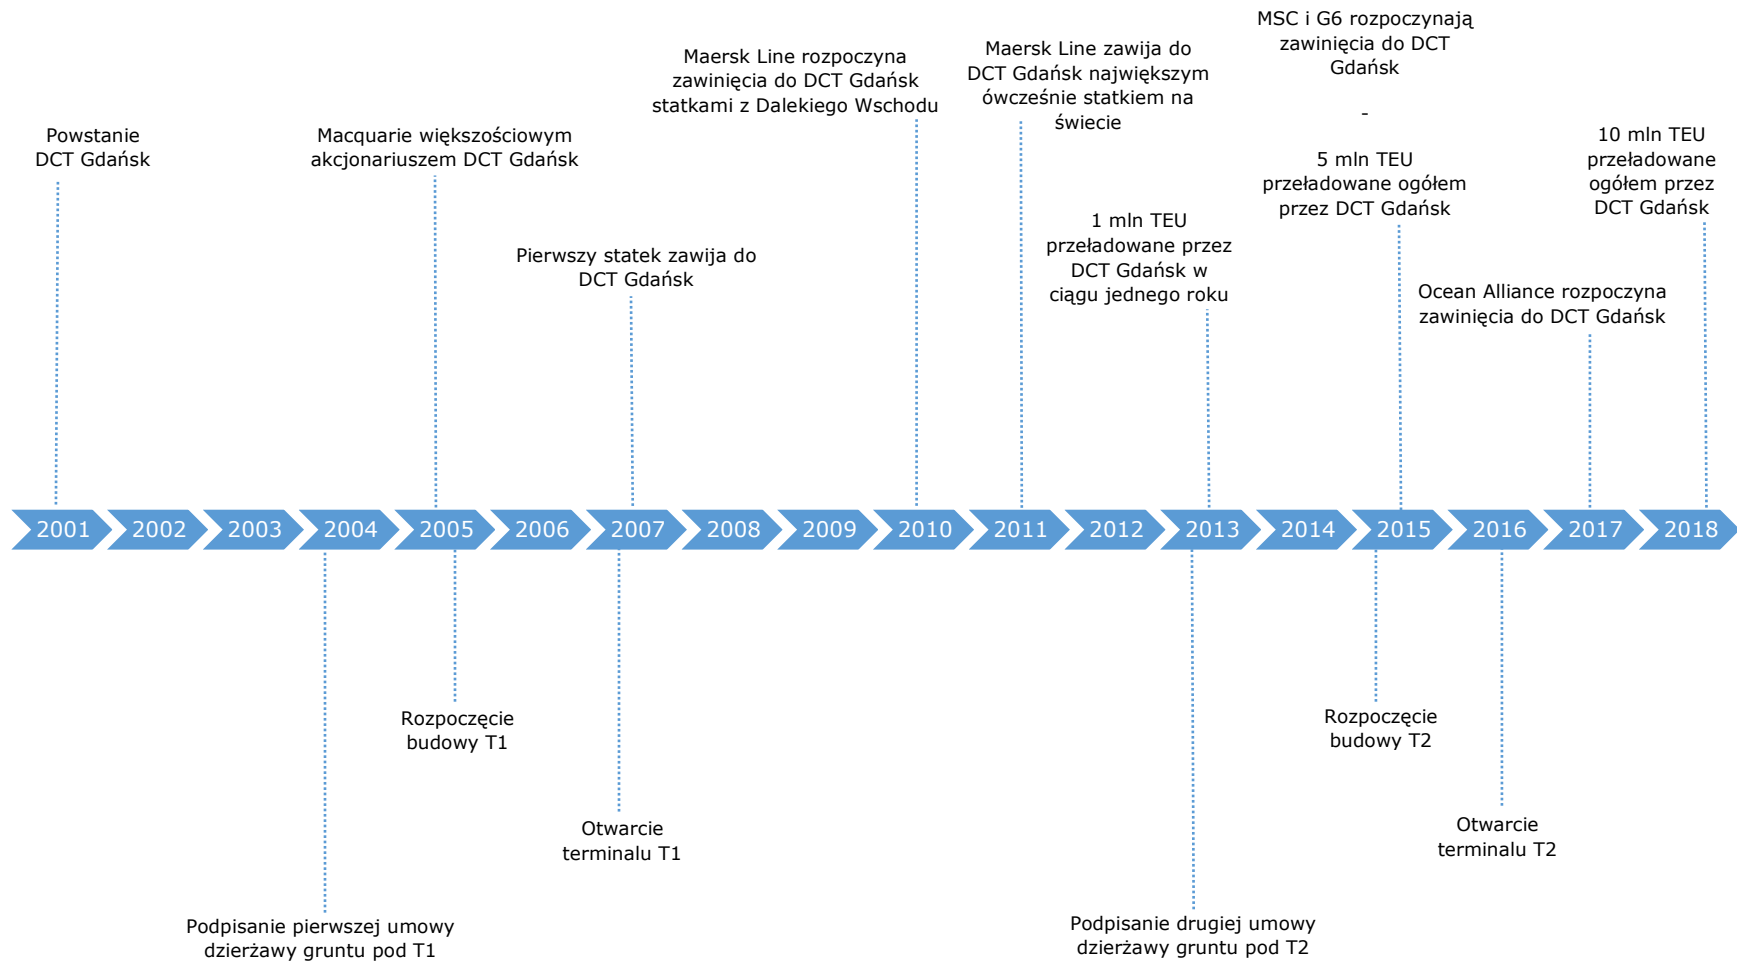 MSC i G6 rozpoczynają
zawinięcia do DCT
Gdańsk
-
5 mln TEU
przeładowane ogółem
przez DCT Gdańsk
Maersk Line rozpoczyna
zawinięcia do DCT Gdańsk
statkami z Dalekiego Wschodu
Maersk Line zawija do
DCT Gdańsk największym
ówcześnie statkiem na
świecie
Powstanie
DCT Gdańsk
Macquarie większościowym
akcjonariuszem DCT Gdańsk
10 mln TEU
przeładowane
ogółem przez
DCT Gdańsk
1 mln TEU
przeładowane przez
DCT Gdańsk w
ciągu jednego roku
Pierwszy statek zawija do
DCT Gdańsk
Ocean Alliance rozpoczyna
zawinięcia do DCT Gdańsk
2001 2002 2003 2004 2005 2006 2007 2008 2009 2010 2011 2012 2013 2014 2015 2016 2017 2018
Rozpoczęcie
budowy T1
Rozpoczęcie
budowy T2
Otwarcie
terminalu T1
Otwarcie
terminalu T2
Podpisanie pierwszej umowy
dzierżawy gruntu pod T1
Podpisanie drugiej umowy
dzierżawy gruntu pod T2